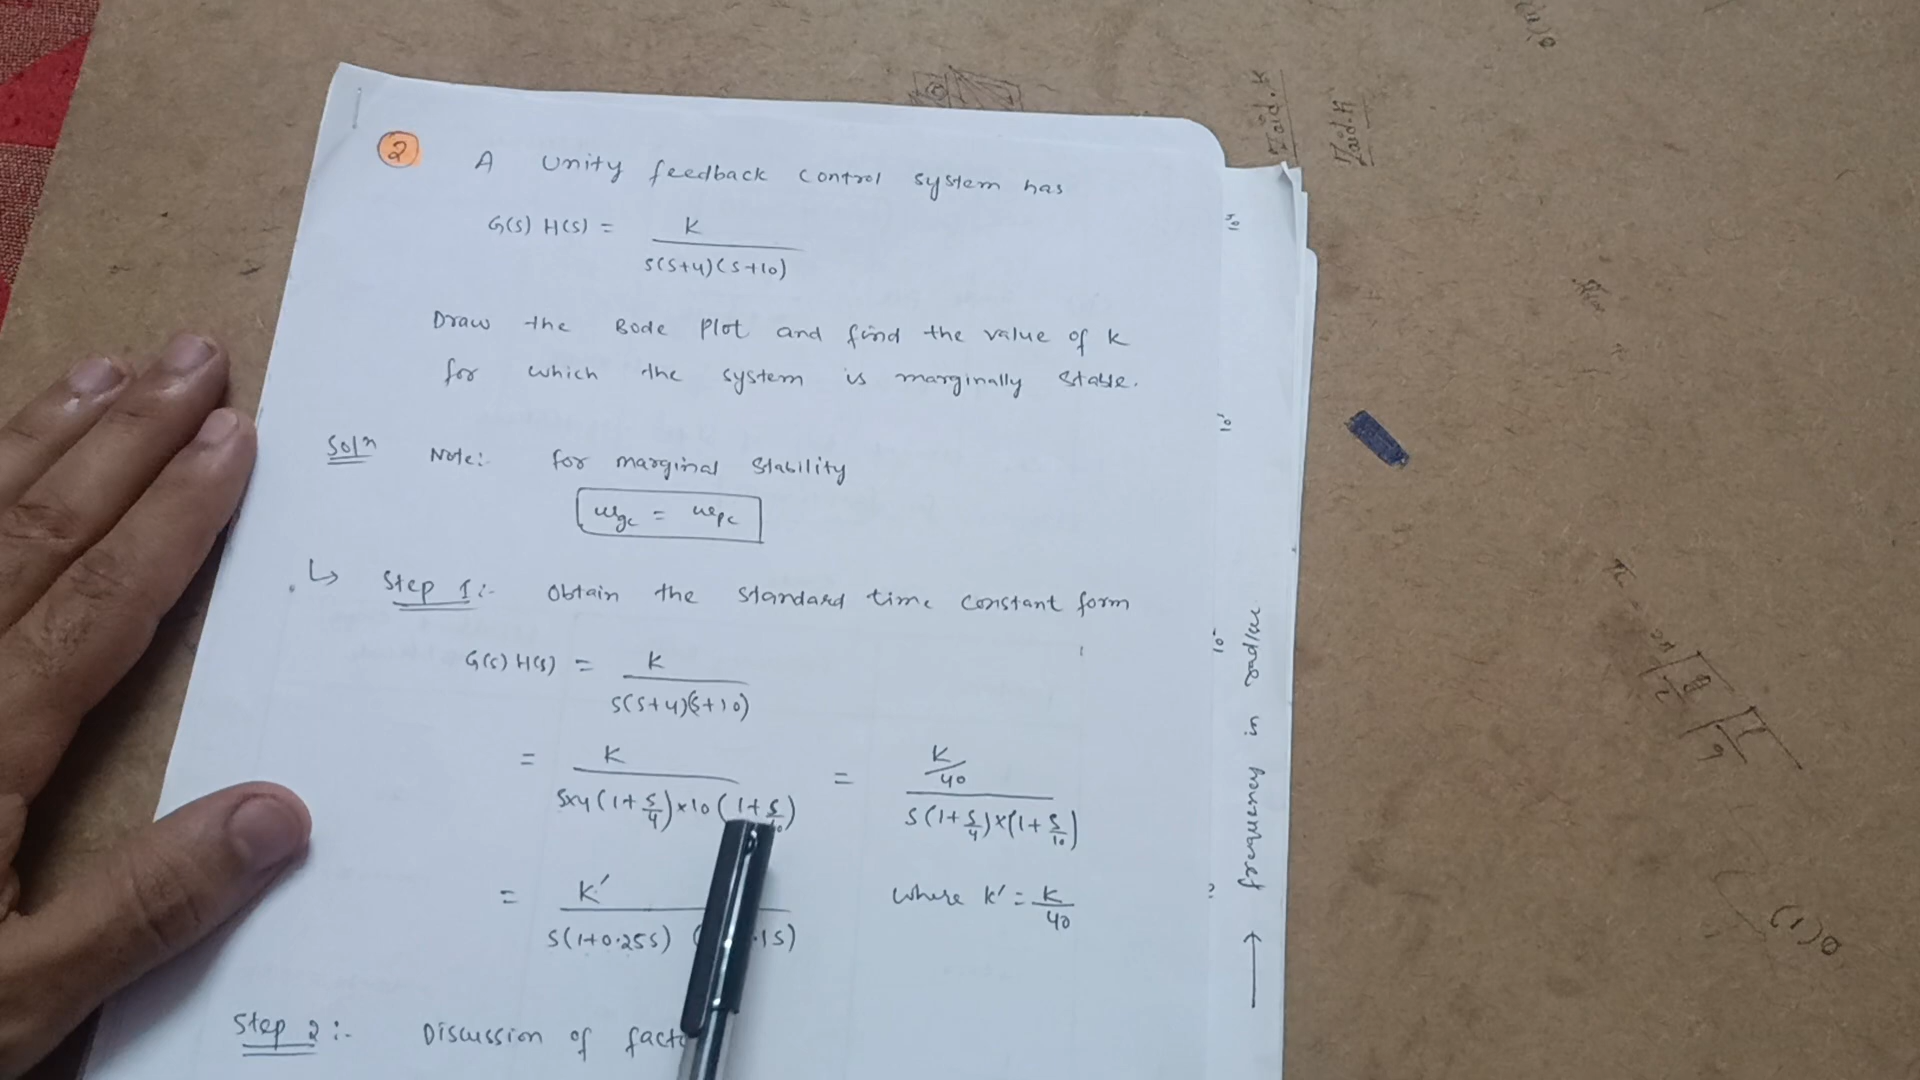 2 A unity feedback control system has
G(s) H(s) = K / s(s+4)(s+10)
Draw the Bode plot and find the value of k
for which the system is marginally stable.
Solⁿ Note:- for marginal stability
ωgc = ωpc
↳ Step 1:- Obtain the standard time constant form
G(s) H(s) = K / s(s+4)(s+10)
= K / s×4(1+s/4)×10(1+s/10) = K/40 / s(1+s/4)×(1+s/10)
= K′ / s(1+0.25s) .1s) where k′ = K/40
Step 2:- Discussion of
→ frequency in rad/sec
Zaid.K
Zaid.H